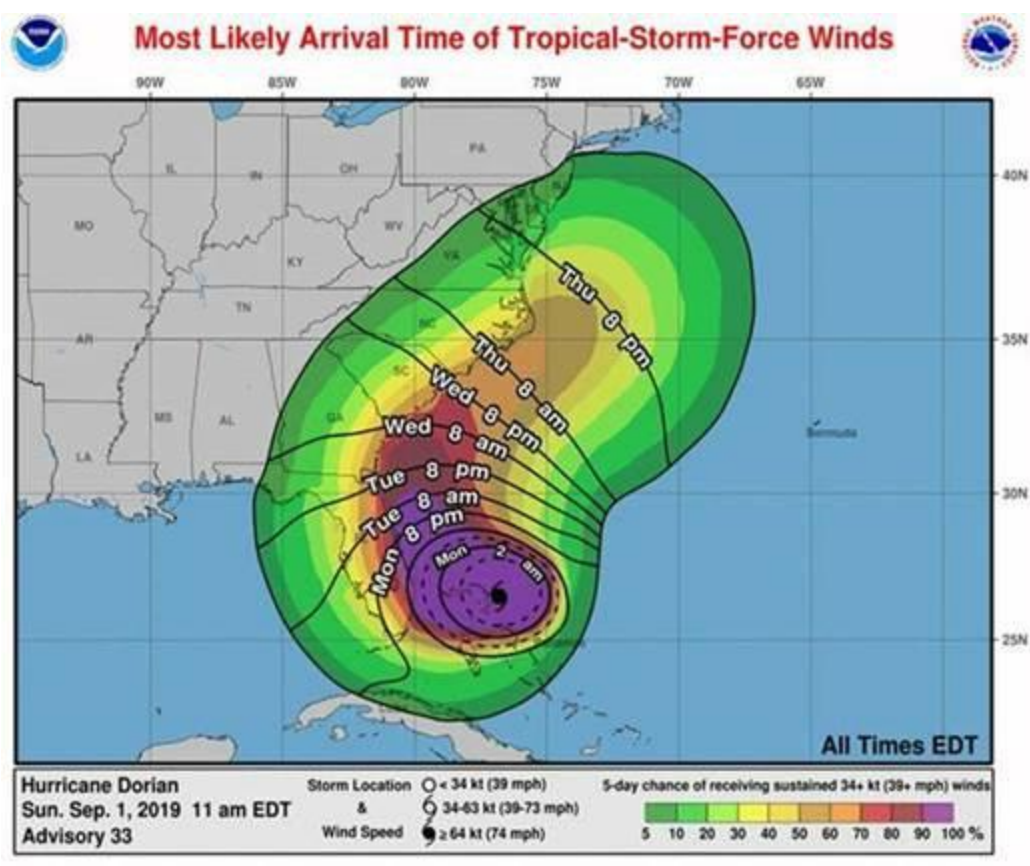 Most Likely Arrival Time of Tropical-Storm-Force Winds
90W 85W 80W 75W 70W 65W
PA
40N
IL IN OH
MO WV
VA
KY
TN NC
AR 35N
SC
MS AL GA
LA
Bermuda
30N
25N
Thu 8 pm
Thu 8 am
Wed 8 pm
Wed 8 am
Tue 8 pm
Tue 8 am
Mon 8 pm
Mon 2 am
All Times EDT
Hurricane Dorian
Sun. Sep. 1, 2019 11 am EDT
Advisory 33
Storm Location
&
Wind Speed
< 34 kt (39 mph)
34-63 kt (39-73 mph)
≥ 64 kt (74 mph)
5-day chance of receiving sustained 34+ kt (39+ mph) winds
5 10 20 30 40 50 60 70 80 90 100 %